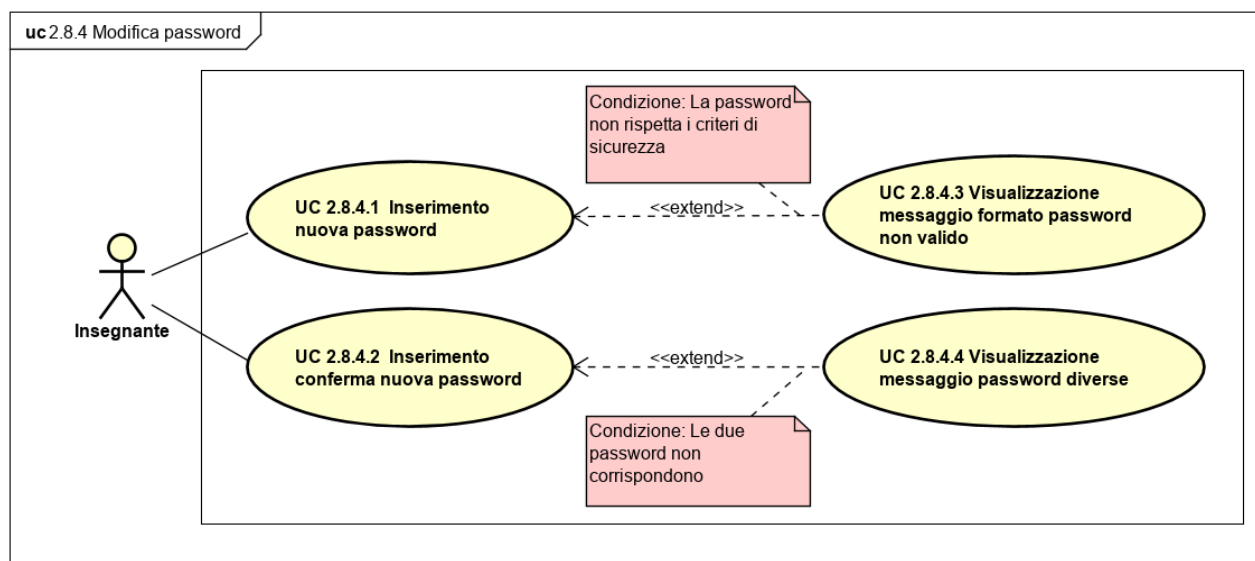 uc 2.8.4 Modifica password
Condizione: La password
non rispetta i criteri di
sicurezza
UC 2.8.4.1 Inserimento
nuova password
<<extend>>
UC 2.8.4.3 Visualizzazione
messaggio formato password
non valido
Insegnante
UC 2.8.4.2 Inserimento
conferma nuova password
<<extend>>
UC 2.8.4.4 Visualizzazione
messaggio password diverse
Condizione: Le due
password non
corrispondono